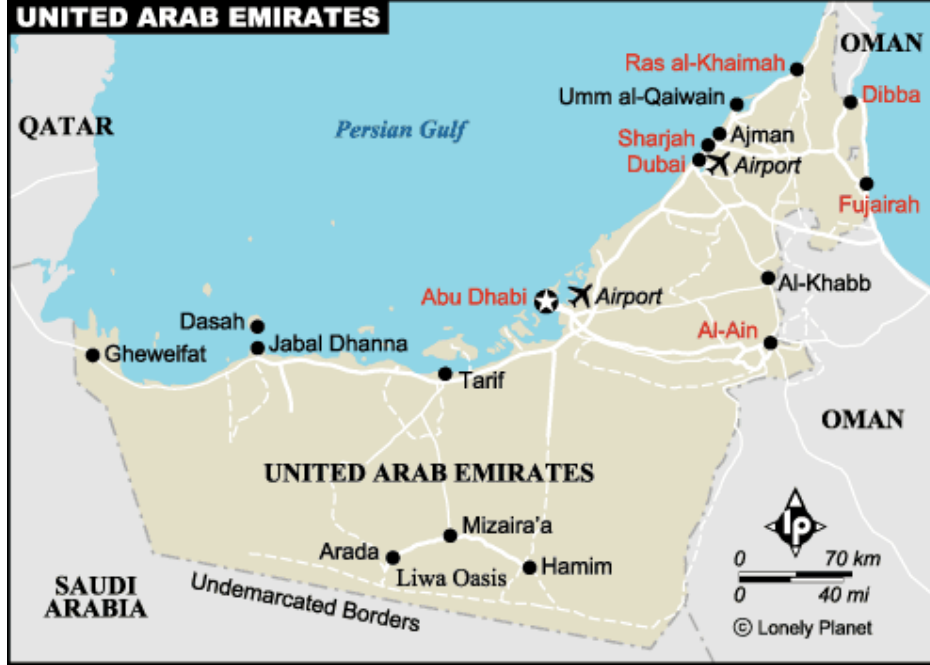 UNITED ARAB EMIRATES
OMAN
Ras al-Khaimah
Umm al-Qaiwain
Dibba
QATAR
Persian Gulf
Ajman
Sharjah
Dubai
Airport
Fujairah
Al-Khabb
Abu Dhabi
Airport
Dasah
Al-Ain
Jabal Dhanna
Gheweifat
Tarif
OMAN
UNITED ARAB EMIRATES
Mizaira'a
Arada
Liwa Oasis
Hamim
lp
0 70 km
0 40 mi
SAUDI
ARABIA
Undemarcated Borders
© Lonely Planet